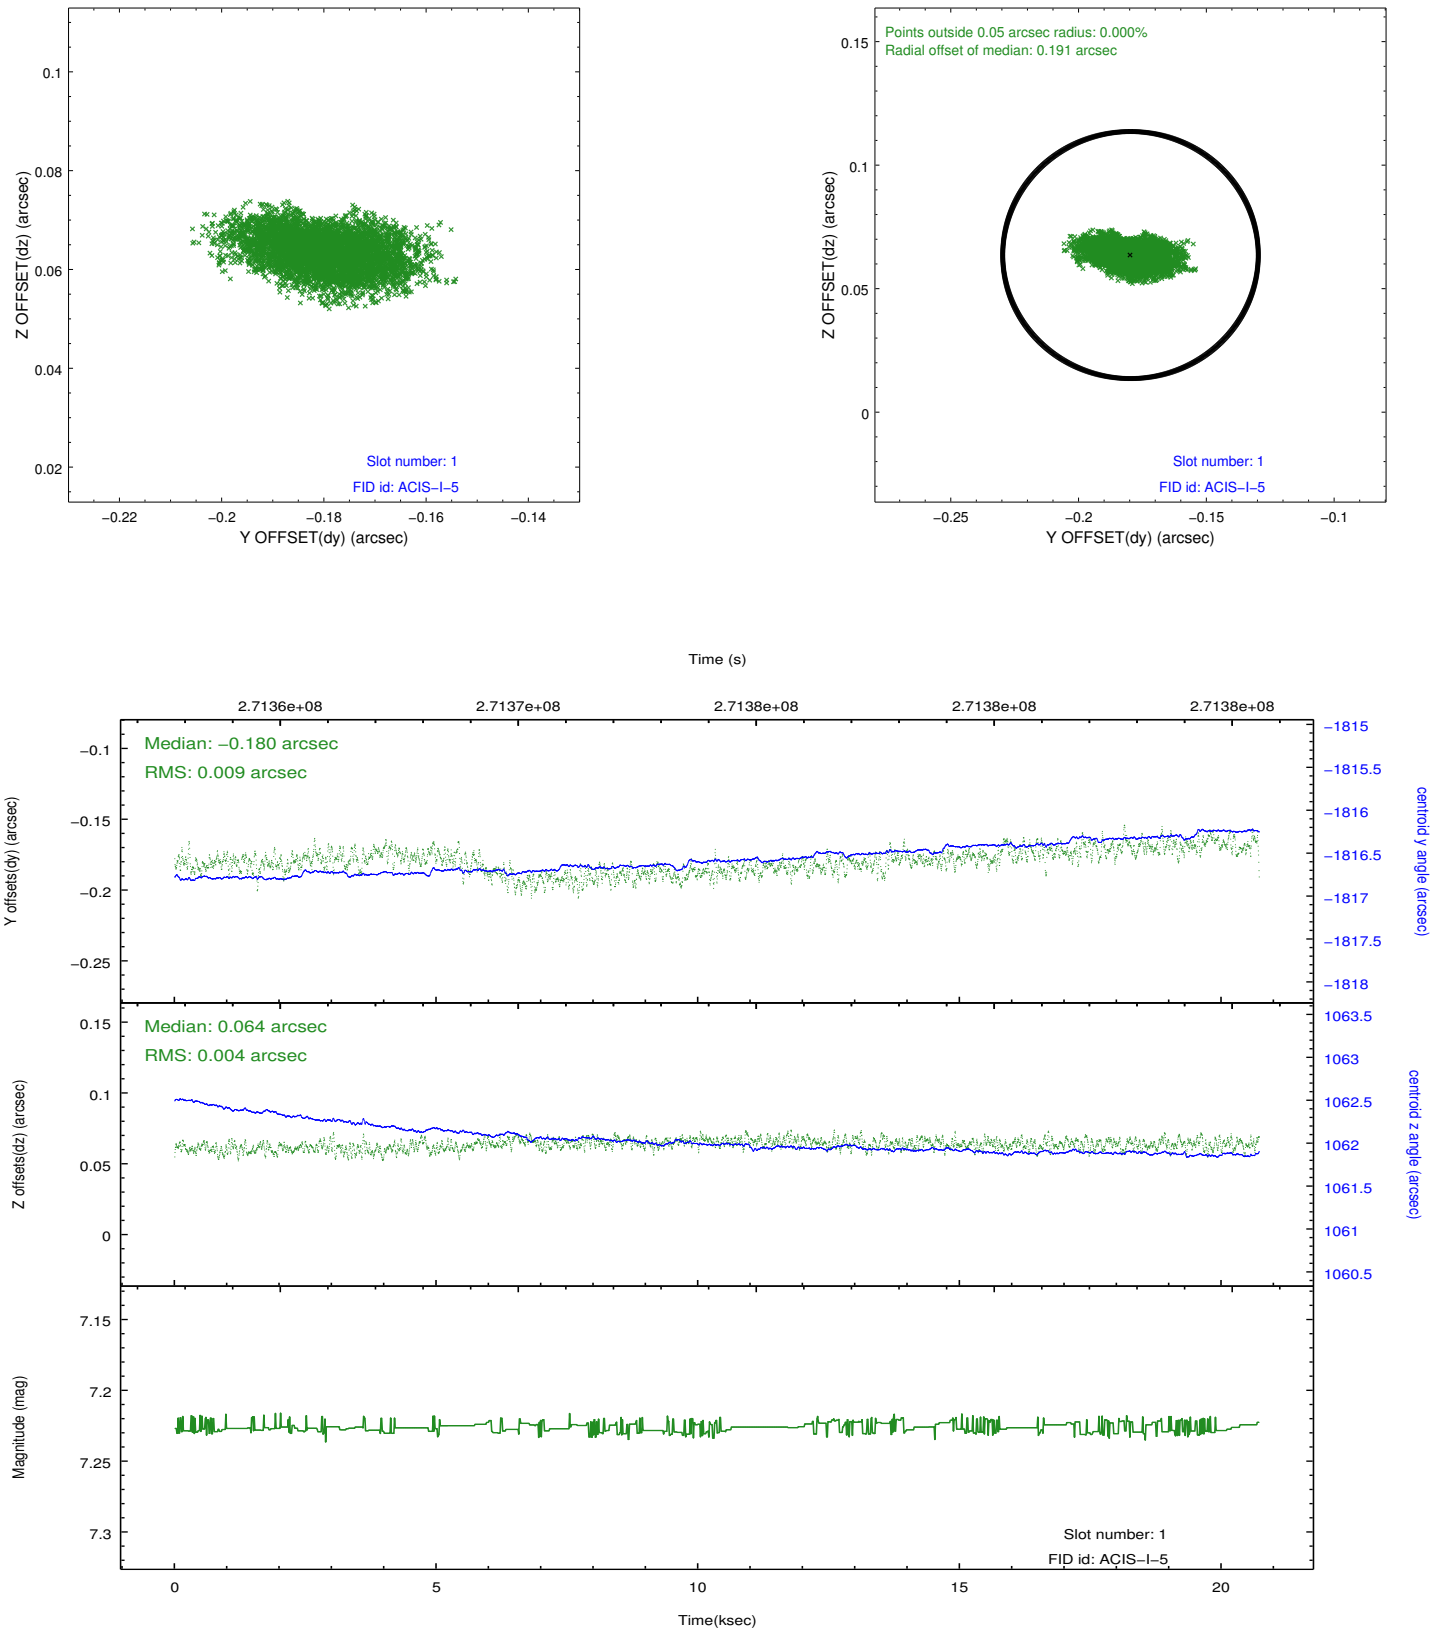 0.1
0.08
0.06
0.04
0.02
Z OFFSET(dz) (arcsec)
Slot number: 1
FID id: ACIS−I−5
−0.22
−0.2
−0.18
−0.16
−0.14
Y OFFSET(dy) (arcsec)
Points outside 0.05 arcsec radius: 0.000%
Radial offset of median: 0.191 arcsec
0.15
0.1
0.05
0
Z OFFSET(dz) (arcsec)
Slot number: 1
FID id: ACIS−I−5
−0.25
−0.2
−0.15
−0.1
Y OFFSET(dy) (arcsec)
Time (s)
2.7136e+08
2.7137e+08
2.7138e+08
2.7138e+08
2.7138e+08
Median: −0.180 arcsec
RMS: 0.009 arcsec
−0.1
−0.15
−0.2
−0.25
Y offsets(dy) (arcsec)
−1815
−1815.5
−1816
−1816.5
−1817
−1817.5
−1818
centroid y angle (arcsec)
Median: 0.064 arcsec
RMS: 0.004 arcsec
0.15
0.1
0.05
0
Z offsets(dz) (arcsec)
1063.5
1063
1062.5
1062
1061.5
1061
1060.5
centroid z angle (arcsec)
7.15
7.2
7.25
7.3
Magnitude (mag)
Slot number: 1
FID id: ACIS−I−5
0
5
10
15
20
Time(ksec)